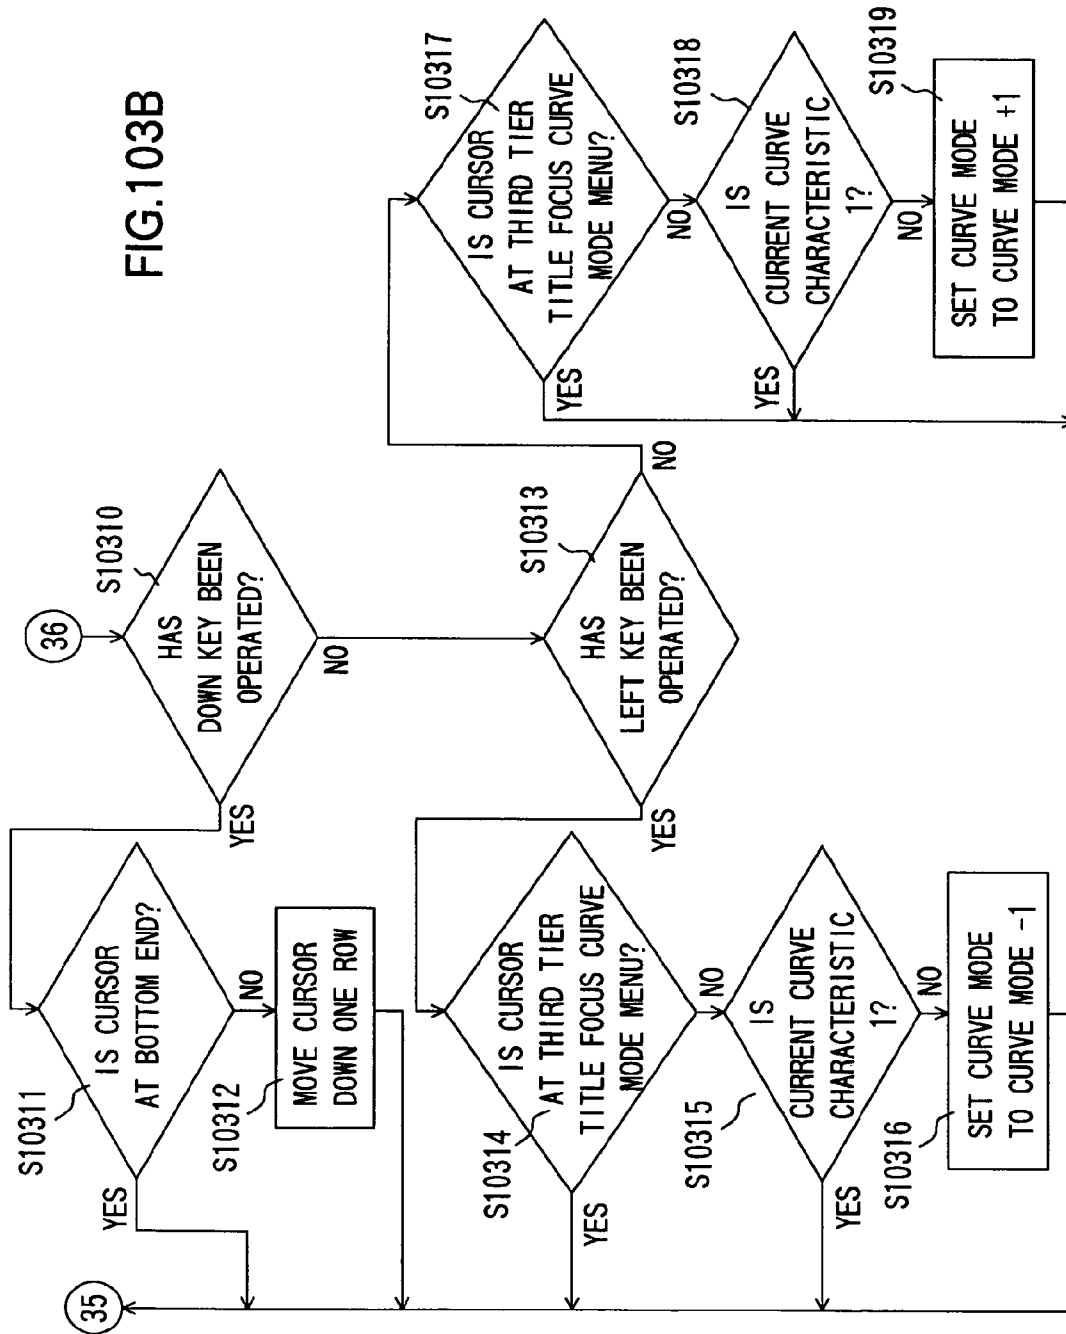 FIG.103B
36
S10310
HAS
DOWN KEY BEEN
OPERATED?
YES
NO
S10311
IS CURSOR
AT BOTTOM END?
YES
NO
S10312
MOVE CURSOR
DOWN ONE ROW
35
S10313
HAS
LEFT KEY BEEN
OPERATED?
YES
NO
S10314
IS CURSOR
AT THIRD TIER
TITLE FOCUS CURVE
MODE MENU?
YES
NO
S10315
IS
CURRENT CURVE
CHARACTERISTIC
1?
YES
NO
S10316
SET CURVE MODE
TO CURVE MODE -1
S10317
IS CURSOR
AT THIRD TIER
TITLE FOCUS CURVE
MODE MENU?
YES
NO
S10318
IS
CURRENT CURVE
CHARACTERISTIC
1?
YES
NO
S10319
SET CURVE MODE
TO CURVE MODE +1